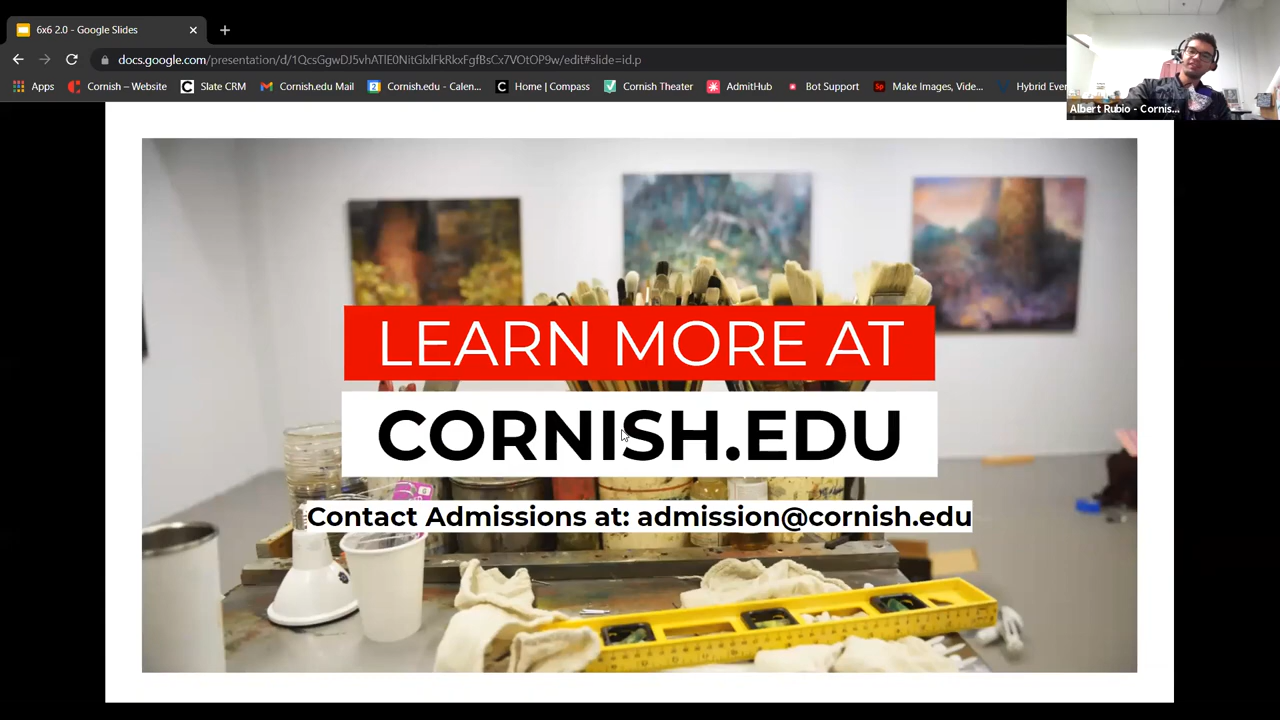 6x6 2.0 - Google Slides
docs.google.com/presentation/d/1QcsGgwDJ5vhATlE0NitGlxlFkRkxFgfBsCx7VOtOP9w/edit#slide=id.p
Apps Cornish – Website Slate CRM Cornish.edu Mail Cornish.edu - Calen... Home | Compass Cornish Theater AdmitHub Bot Support Make Images, Vide... Hybrid Eve
Albert Rubio - Cornis...
LEARN MORE AT
CORNISH.EDU
Contact Admissions at: admission@cornish.edu